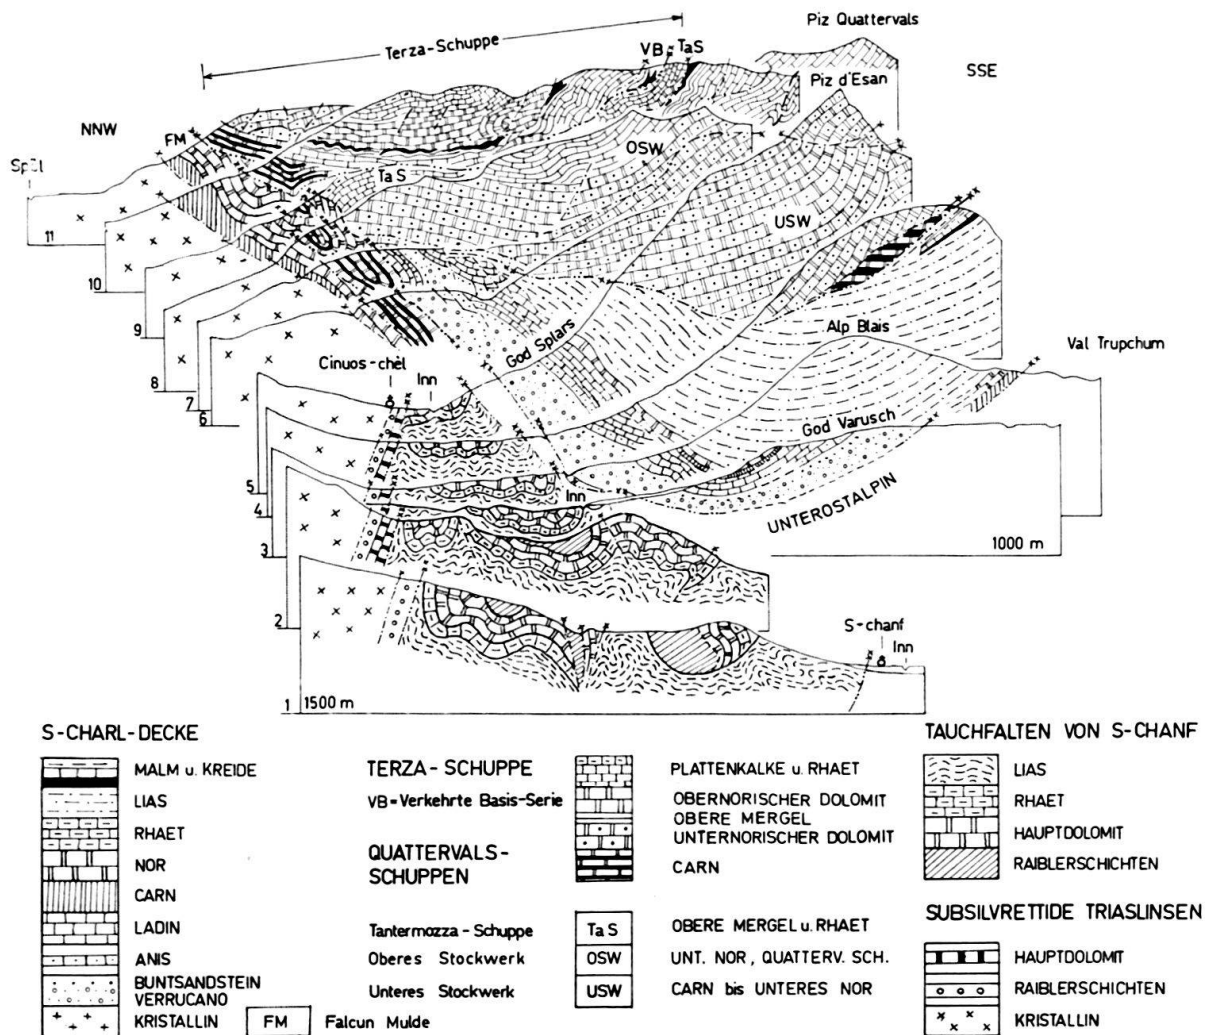 Piz Quattervals
Terza-Schuppe
VB
TaS
Piz d'Esan
SSE
NNW
FM
Spöl
OSW
TaS
USW
11
10
9
8
7
6
God Splars
Alp Blais
Val Trupchum
Cinuos-chel
Inn
God Varusch
5
4
3
Inn
UNTEROSTALPIN
1000 m
2
S-chanf
Inn
1
1500 m
S-CHARL-DECKE
MALM u. KREIDE
LIAS
RHAET
NOR
CARN
LADIN
ANIS
BUNTSANDSTEIN
VERRUCANO
KRISTALLIN
FM
Falcun Mulde
TERZA-SCHUPPE
VB=Verkehrte Basis-Serie
QUATTERVALS-
SCHUPPEN
PLATTENKALKE u. RHAET
OBERNORISCHER DOLOMIT
OBERE MERGEL
UNTERNORISCHER DOLOMIT
CARN
Tantermozza-Schuppe
TaS
OBERE MERGEL u. RHAET
Oberes Stockwerk
OSW
UNT. NOR, QUATTERV. SCH.
Unteres Stockwerk
USW
CARN bis UNTERES NOR
TAUCHFALTEN VON S-CHANF
LIAS
RHAET
HAUPTDOLOMIT
RAIBLERSCHICHTEN
SUBSILVRETTIDE TRIASLINSEN
HAUPTDOLOMIT
RAIBLERSCHICHTEN
KRISTALLIN